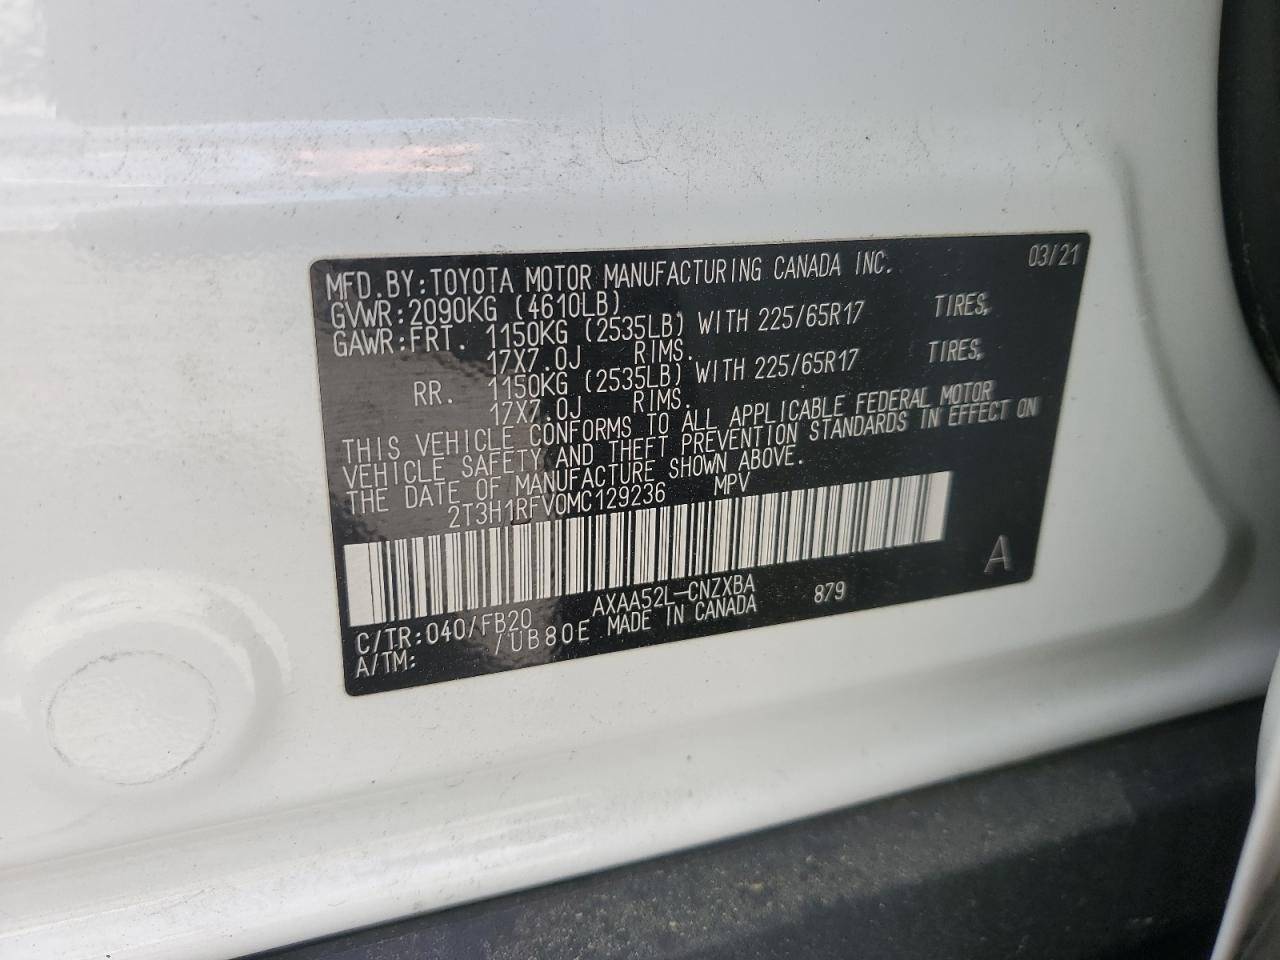 MFD.BY:TOYOTA MOTOR MANUFACTURING CANADA INC. 03/21
GVWR:2090KG (4610LB)
GAWR:FRT. 1150KG (2535LB) WITH 225/65R17 TIRES,
17X7.0J RIMS.
RR. 1150KG (2535LB) WITH 225/65R17 TIRES,
17X7.0J RIMS.
THIS VEHICLE CONFORMS TO ALL APPLICABLE FEDERAL MOTOR
VEHICLE SAFETY AND THEFT PREVENTION STANDARDS IN EFFECT ON
THE DATE OF MANUFACTURE SHOWN ABOVE.
2T3H1RFV0MC129236 MPV
A
C/TR:040/FB20 AXAA52L-CNZXBA 879
A/TM: /UB80E MADE IN CANADA